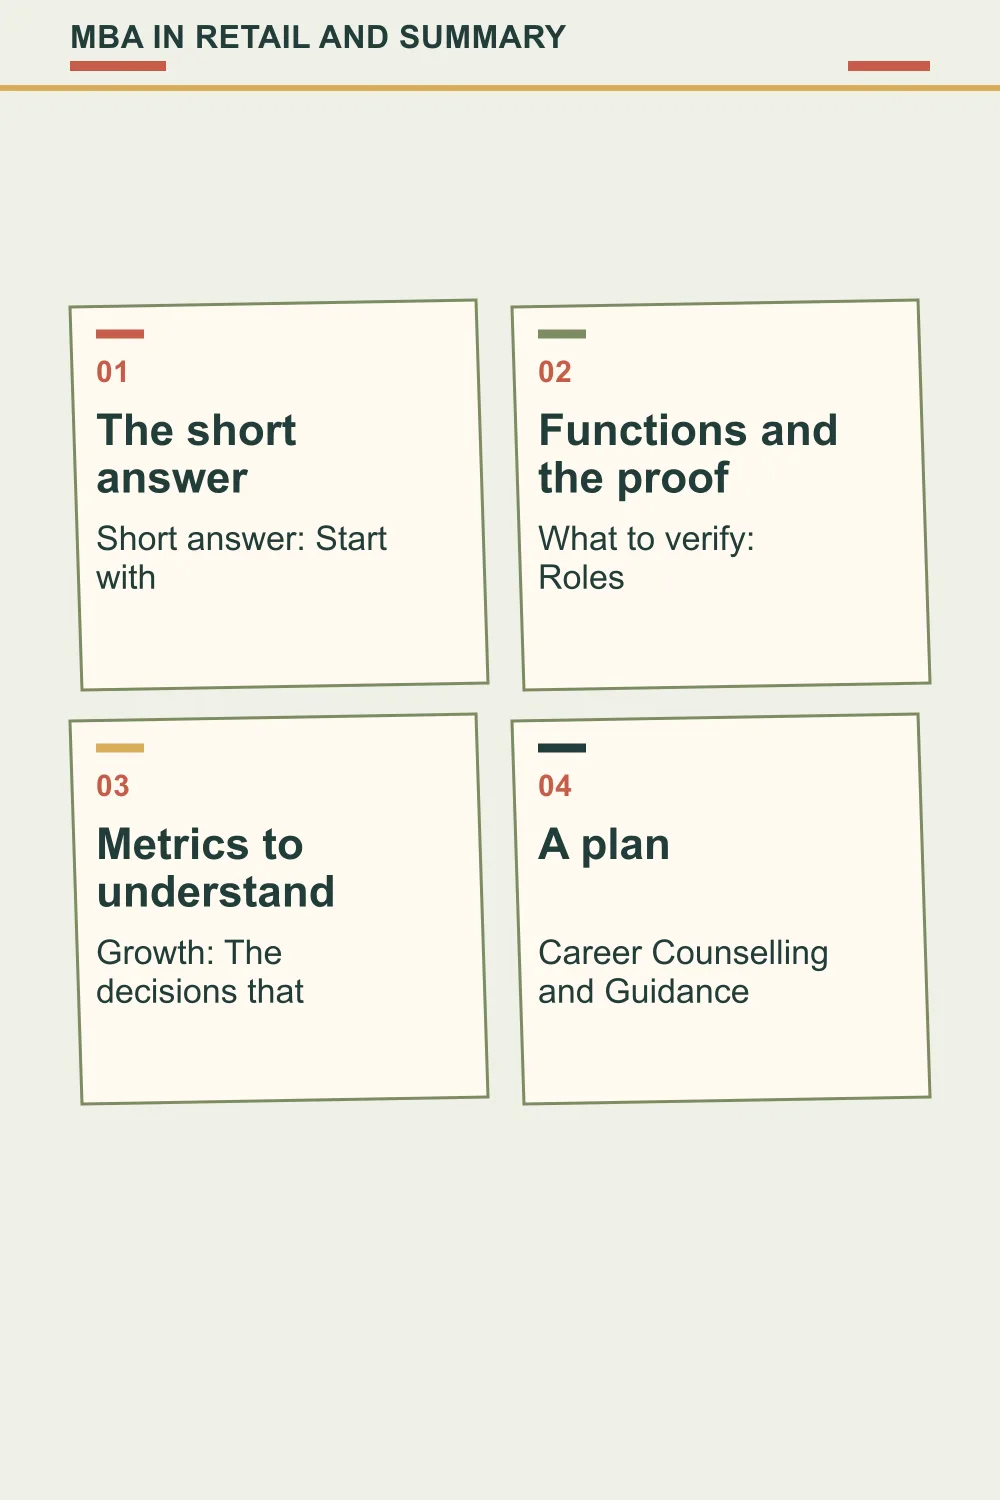 MBA IN RETAIL AND SUMMARY
01
The short
answer
Short answer: Start
with
02
Functions and
the proof
What to verify:
Roles
03
Metrics to
understand
Growth: The
decisions that
04
A plan
Career Counselling
and Guidance